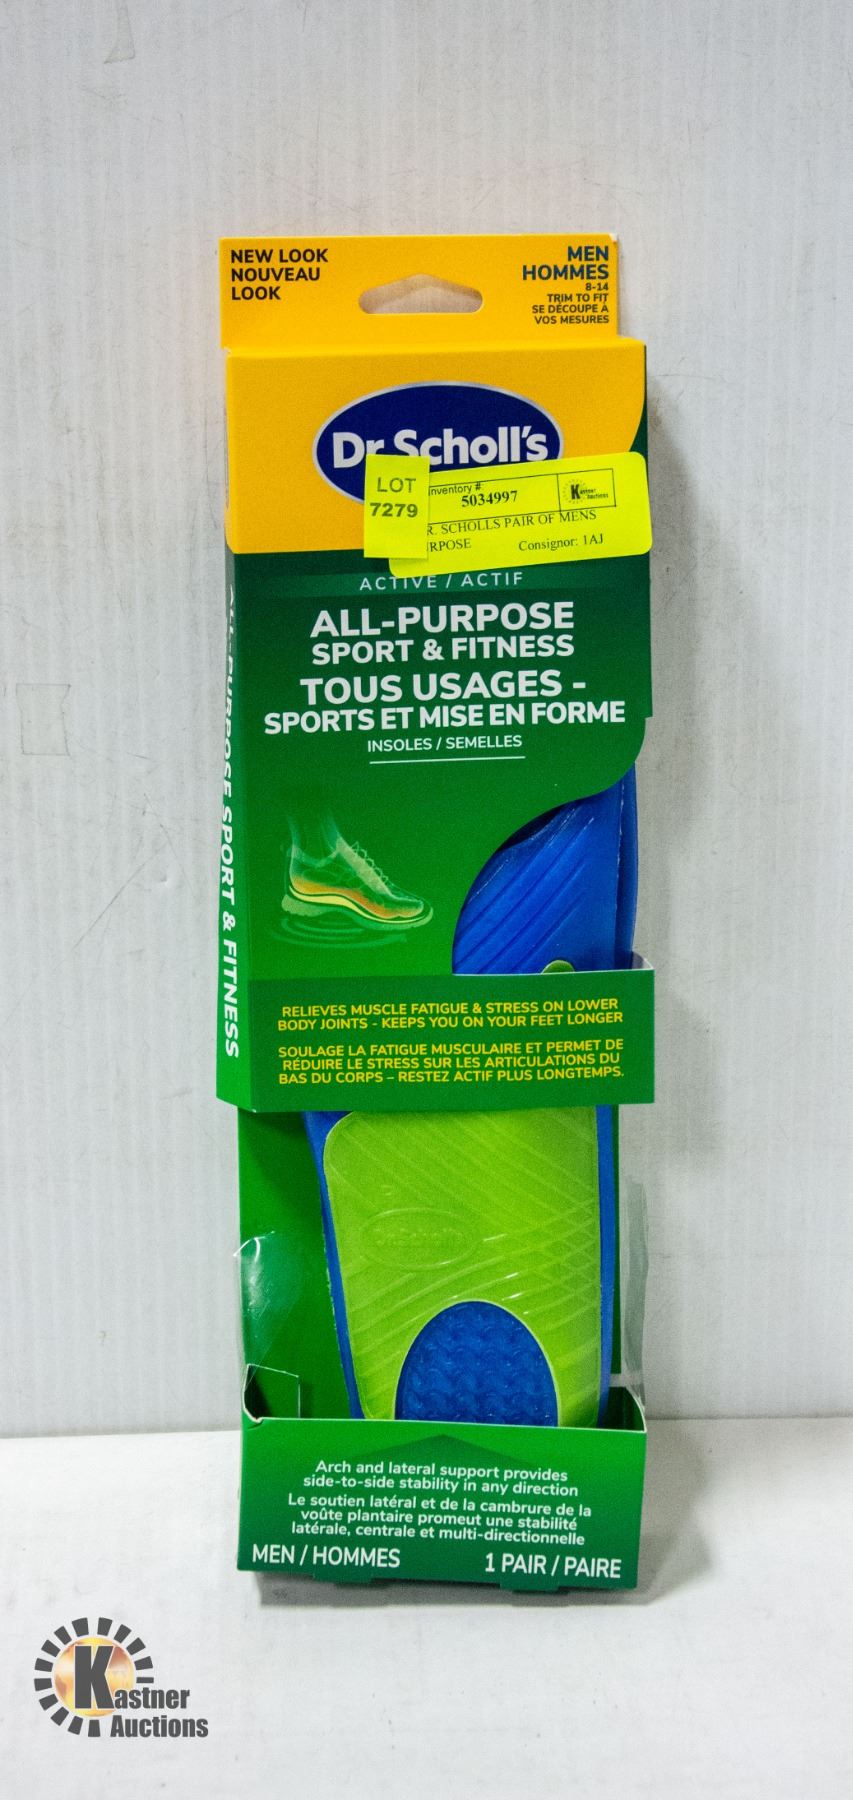 NEW LOOK
NOUVEAU
LOOK
MEN
HOMMES
8-14
TRIM TO FIT
SE DÉCOUPE À
VOS MESURES
Dr. Scholl's
LOT
7279
Inventory #:
5034997
Kastner
Auctions
SCHOLLS PAIR OF MENS
Consignor: 1AJ
ACTIVE / ACTIF
ALL-PURPOSE
SPORT & FITNESS
TOUS USAGES -
SPORTS ET MISE EN FORME
INSOLES / SEMELLES
ALL-PURPOSE SPORT & FITNESS
RELIEVES MUSCLE FATIGUE & STRESS ON LOWER
BODY JOINTS - KEEPS YOU ON YOUR FEET LONGER
SOULAGE LA FATIGUE MUSCULAIRE ET PERMET DE
RÉDUIRE LE STRESS SUR LES ARTICULATIONS DU
BAS DU CORPS – RESTEZ ACTIF PLUS LONGTEMPS.
Dr. Scholl's
Arch and lateral support provides
side-to-side stability in any direction
Le soutien latéral et de la cambrure de la
voûte plantaire promeut une stabilité
latérale, centrale et multi-directionnelle
MEN / HOMMES
1 PAIR / PAIRE
Kastner
Auctions